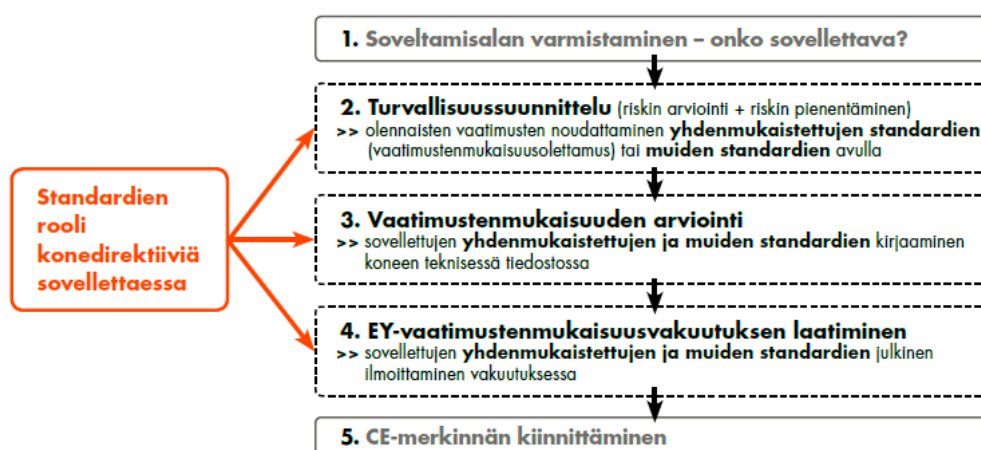 1. Soveltamisalan varmistaminen – onko sovellettava?
2. Turvallisuussuunnittelu (riskin arviointi + riskin pienentäminen)
>> olennaisten vaatimusten noudattaminen yhdenmukaistettujen standardien
(vaatimustenmukaisuusolettamus) tai muiden standardien avulla
Standardien
rooli
konedirektiiviä
sovellettaessa
3. Vaatimustenmukaisuuden arviointi
>> sovellettujen yhdenmukaistettujen ja muiden standardien kirjaaminen
koneen teknisessä tiedostossa
4. EY-vaatimustenmukaisuusvakuutuksen laatiminen
>> sovellettujen yhdenmukaistettujen ja muiden standardien julkinen
ilmoittaminen vakuutuksessa
5. CE-merkinnän kiinnittäminen